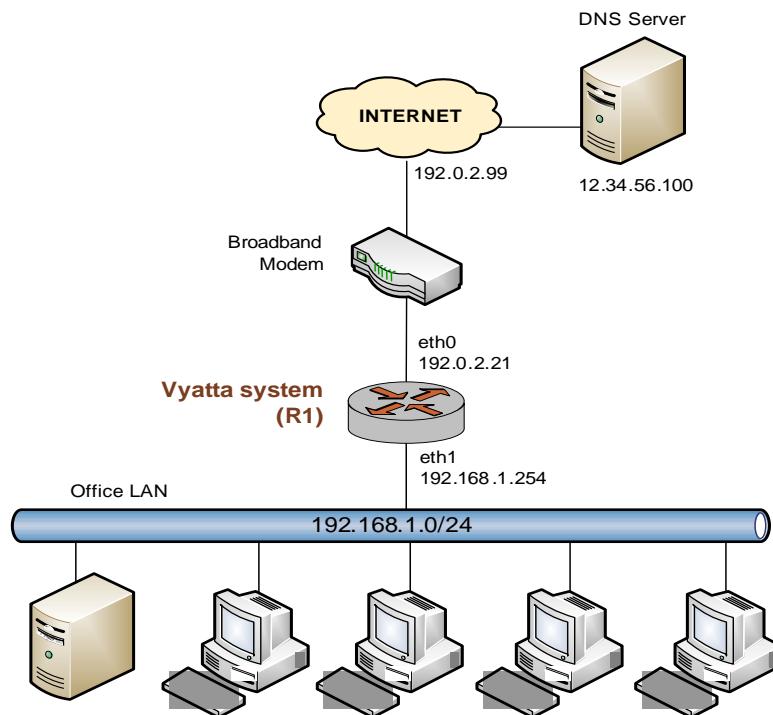 DNS Server
INTERNET
192.0.2.99
12.34.56.100
Broadband
Modem
eth0
192.0.2.21
Vyatta system
(R1)
eth1
192.168.1.254
Office LAN
192.168.1.0/24